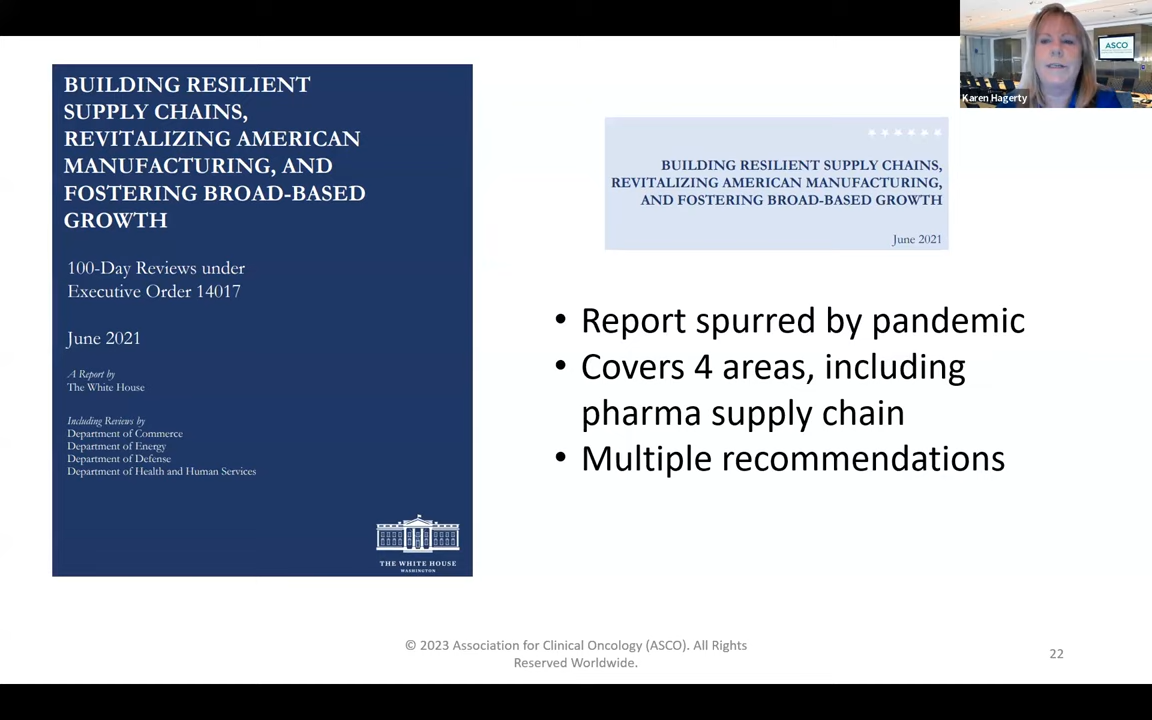 BUILDING RESILIENT
SUPPLY CHAINS,
REVITALIZING AMERICAN
MANUFACTURING, AND
FOSTERING BROAD-BASED
GROWTH
100-Day Reviews under
Executive Order 14017
June 2021
A Report by
The White House
Including Reviews by
Department of Commerce
Department of Energy
Department of Defense
Department of Health and Human Services
THE WHITE HOUSE
WASHINGTON
ASCO
Karen Hagerty
BUILDING RESILIENT SUPPLY CHAINS,
REVITALIZING AMERICAN MANUFACTURING,
AND FOSTERING BROAD-BASED GROWTH
June 2021
• Report spurred by pandemic
• Covers 4 areas, including
pharma supply chain
• Multiple recommendations
© 2023 Association for Clinical Oncology (ASCO). All Rights
Reserved Worldwide.
22